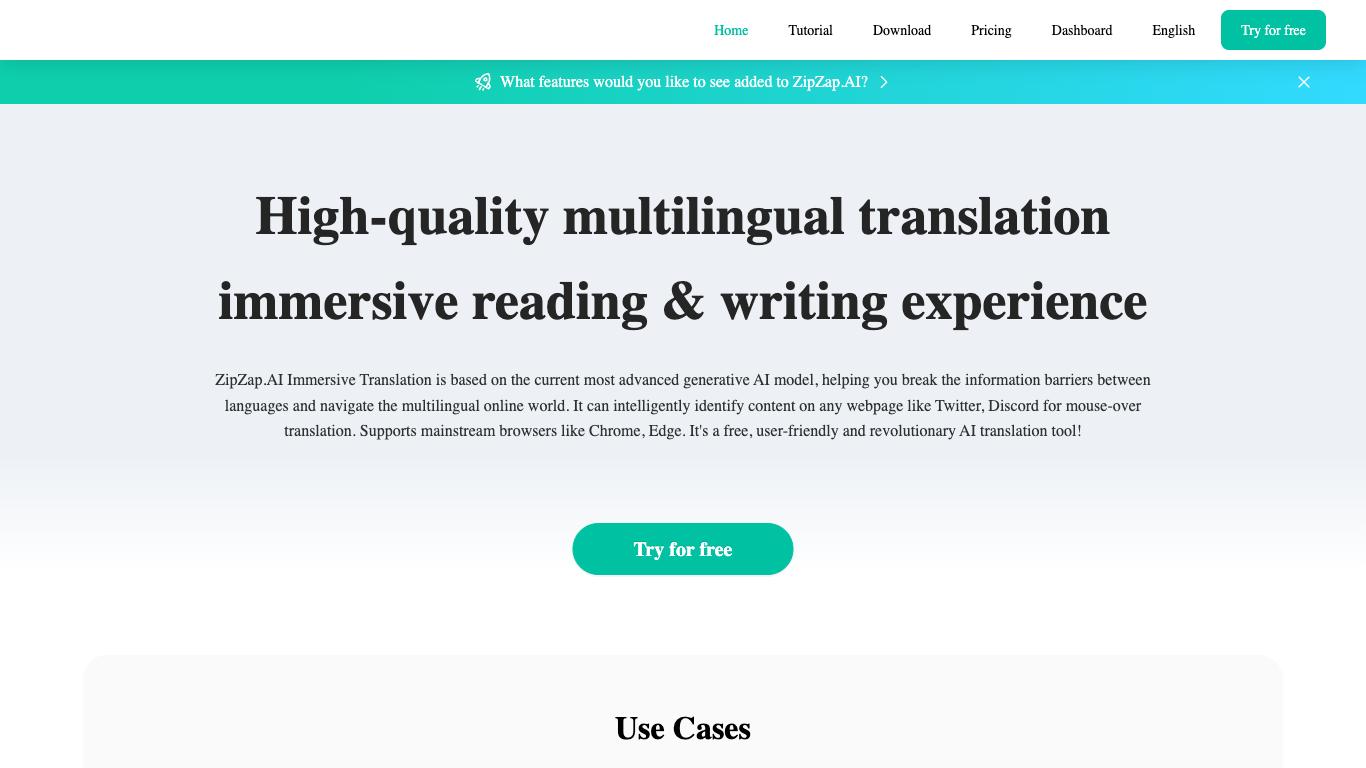 Home Tutorial Download Pricing Dashboard English Try for free
What features would you like to see added to ZipZap.AI?
High-quality multilingual translation
immersive reading & writing experience
ZipZap.AI Immersive Translation is based on the current most advanced generative AI model, helping you break the information barriers between
languages and navigate the multilingual online world. It can intelligently identify content on any webpage like Twitter, Discord for mouse-over
translation. Supports mainstream browsers like Chrome, Edge. It's a free, user-friendly and revolutionary AI translation tool!
Try for free
Use Cases